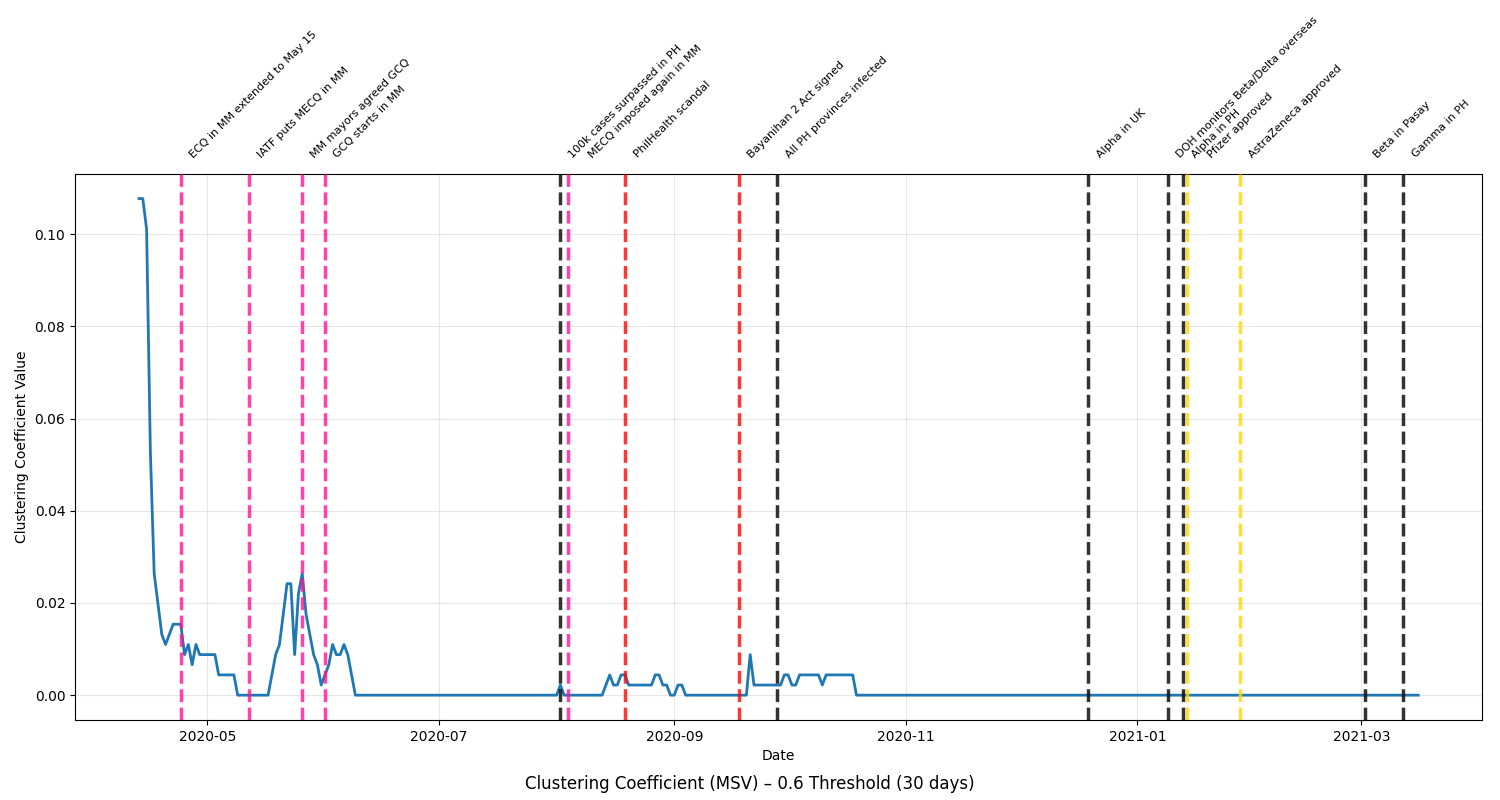 ECQ in MM extended to May 15
IATF puts MECQ in MM
MM mayors agreed GCQ
GCQ starts in MM
100k cases surpassed in PH
MECQ imposed again in MM
PhilHealth scandal
Bayanihan 2 Act signed
All PH provinces infected
Alpha in UK
DOH monitors Beta/Delta overseas
Alpha in PH
Pfizer approved
AstraZeneca approved
Beta in Pasay
Gamma in PH
Clustering Coefficient Value
0.10
0.08
0.06
0.04
0.02
0.00
2020-05
2020-07
2020-09
2020-11
2021-01
2021-03
Date
Clustering Coefficient (MSV) – 0.6 Threshold (30 days)